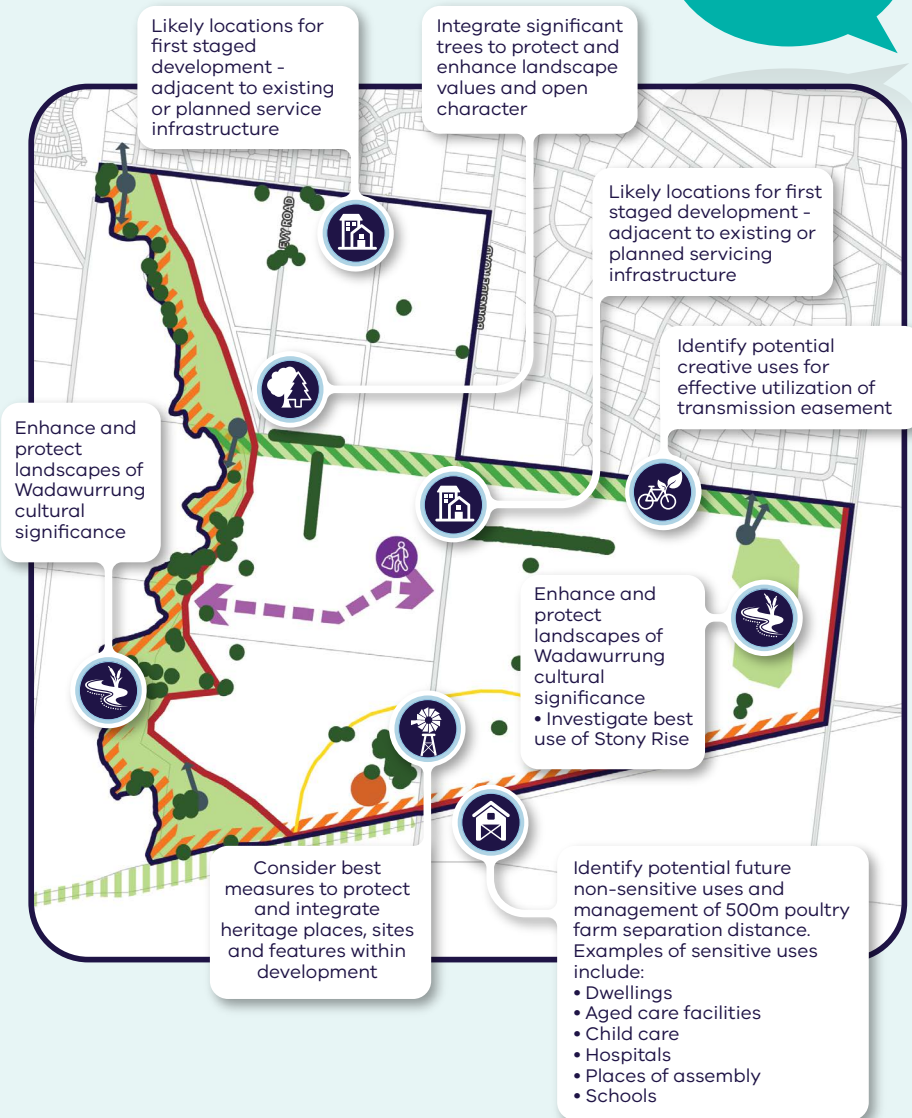 Likely locations for
first staged
development -
adjacent to existing
or planned service
infrastructure
Integrate significant
trees to protect and
enhance landscape
values and open
character
Likely locations for first
staged development -
adjacent to existing or
planned servicing
infrastructure
EVY ROAD
BURNSIDE ROAD
Identify potential
creative uses for
effective utilization of
transmission easement
Enhance and
protect
landscapes of
Wadawurrung
cultural
significance
Enhance and
protect
landscapes of
Wadawurrung
cultural
significance
• Investigate best
use of Stony Rise
Consider best
measures to protect
and integrate
heritage places, sites
and features within
development
Identify potential future
non-sensitive uses and
management of 500m poultry
farm separation distance.
Examples of sensitive uses
include:
• Dwellings
• Aged care facilities
• Child care
• Hospitals
• Places of assembly
• Schools